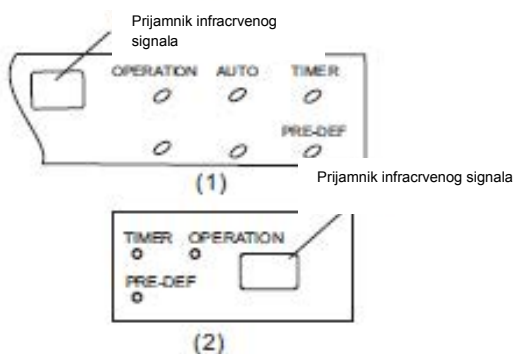 Prijamnik infracrvenog
signala
OPERATION AUTO TIMER
PRE-DEF
(1)
Prijamnik infracrvenog signala
TIMER OPERATION
PRE-DEF
(2)